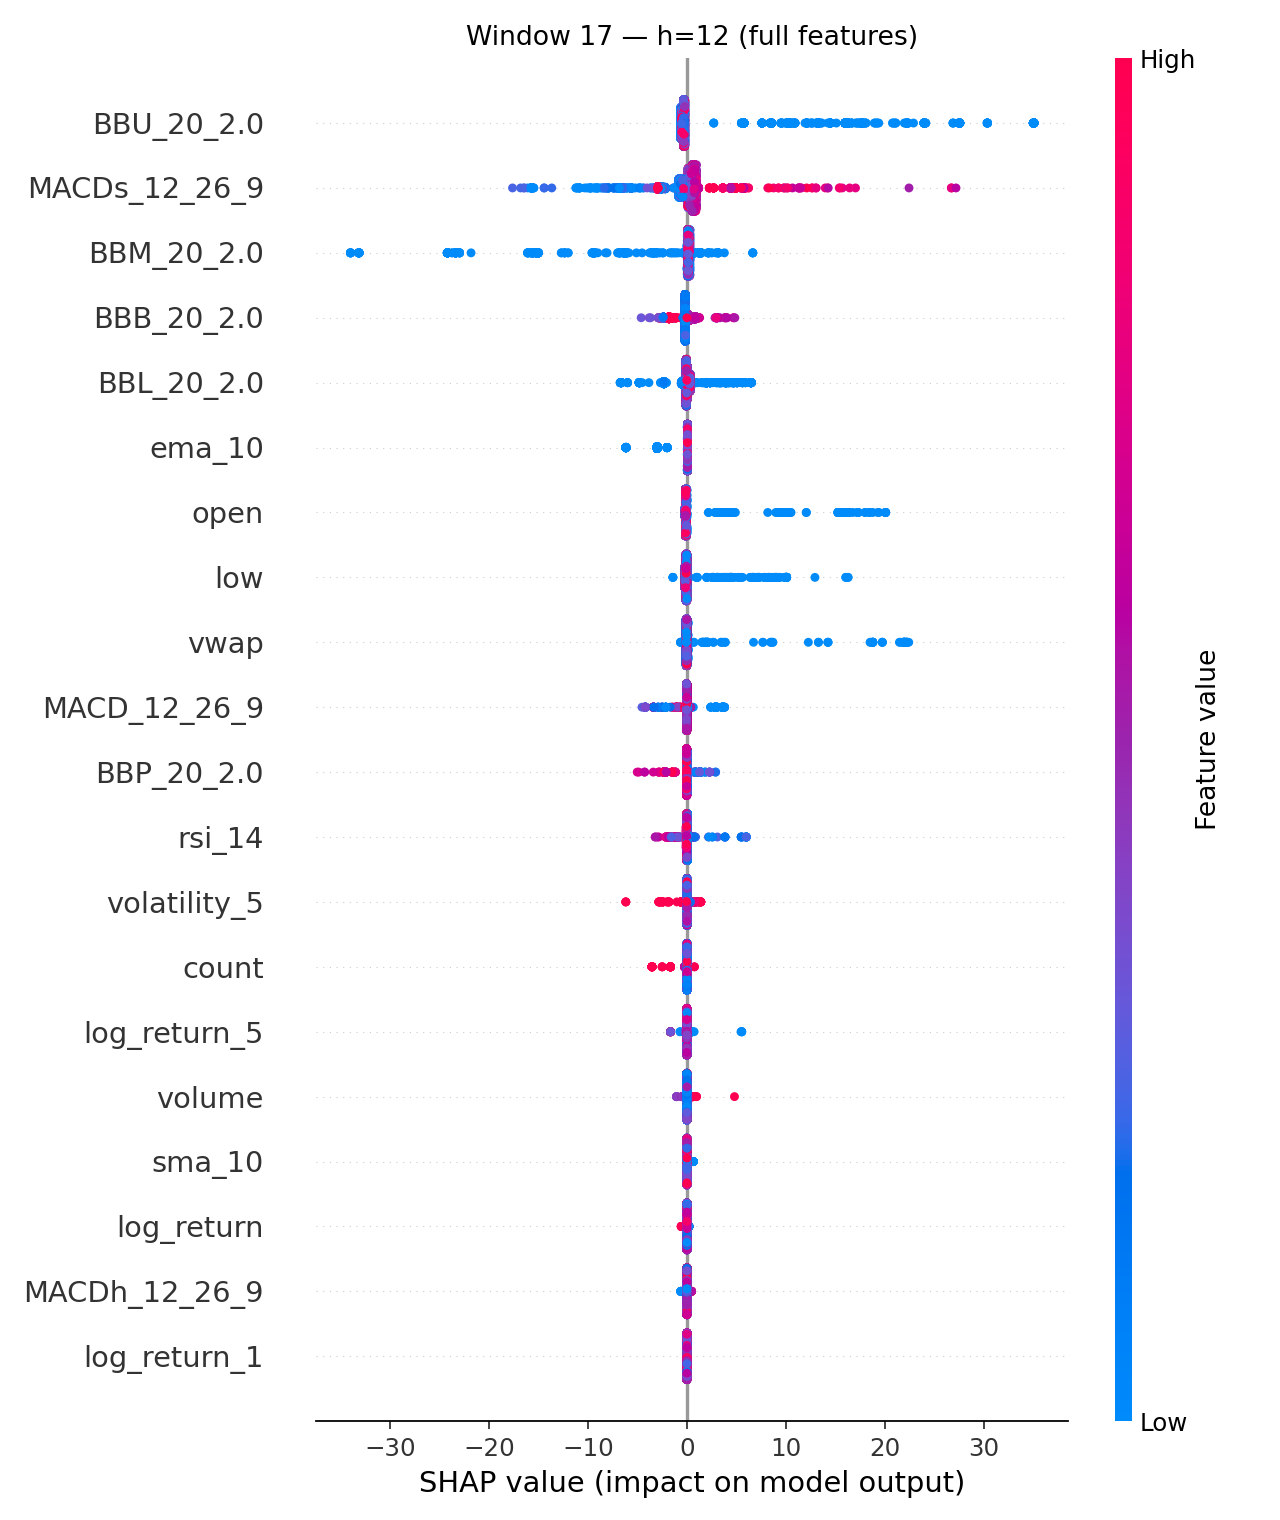 Window 17 — h=12 (full features)
High
BBU_20_2.0
MACDs_12_26_9
BBM_20_2.0
BBB_20_2.0
BBL_20_2.0
ema_10
open
low
vwap
MACD_12_26_9
BBP_20_2.0
rsi_14
volatility_5
count
log_return_5
volume
sma_10
log_return
MACDh_12_26_9
log_return_1
Feature value
Low
−30 −20 −10 0 10 20 30
SHAP value (impact on model output)